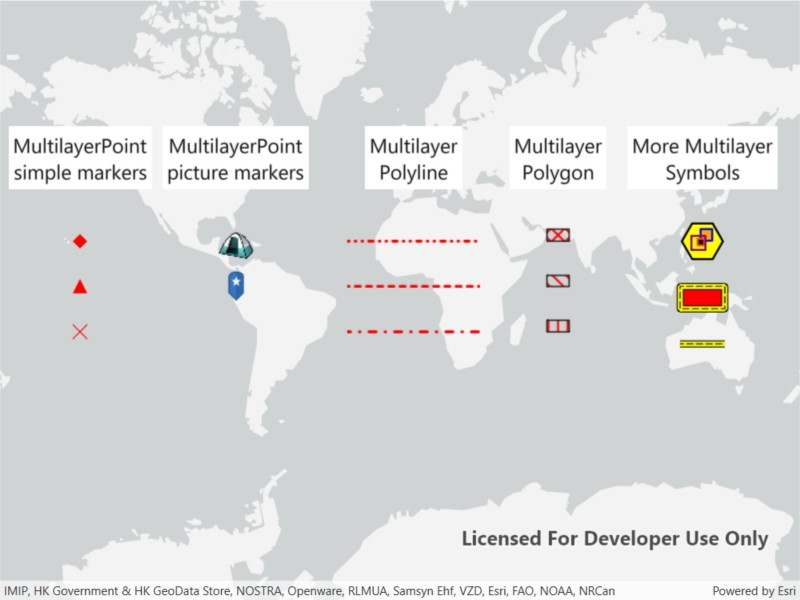 MultilayerPoint
simple markers
MultilayerPoint
picture markers
Multilayer
Polyline
Multilayer
Polygon
More Multilayer
Symbols
Licensed For Developer Use Only
IMIP, HK Government & HK GeoData Store, NOSTRA, Openware, RLMUA, Samsyn Ehf, VZD, Esri, FAO, NOAA, NRCan
Powered by Esri